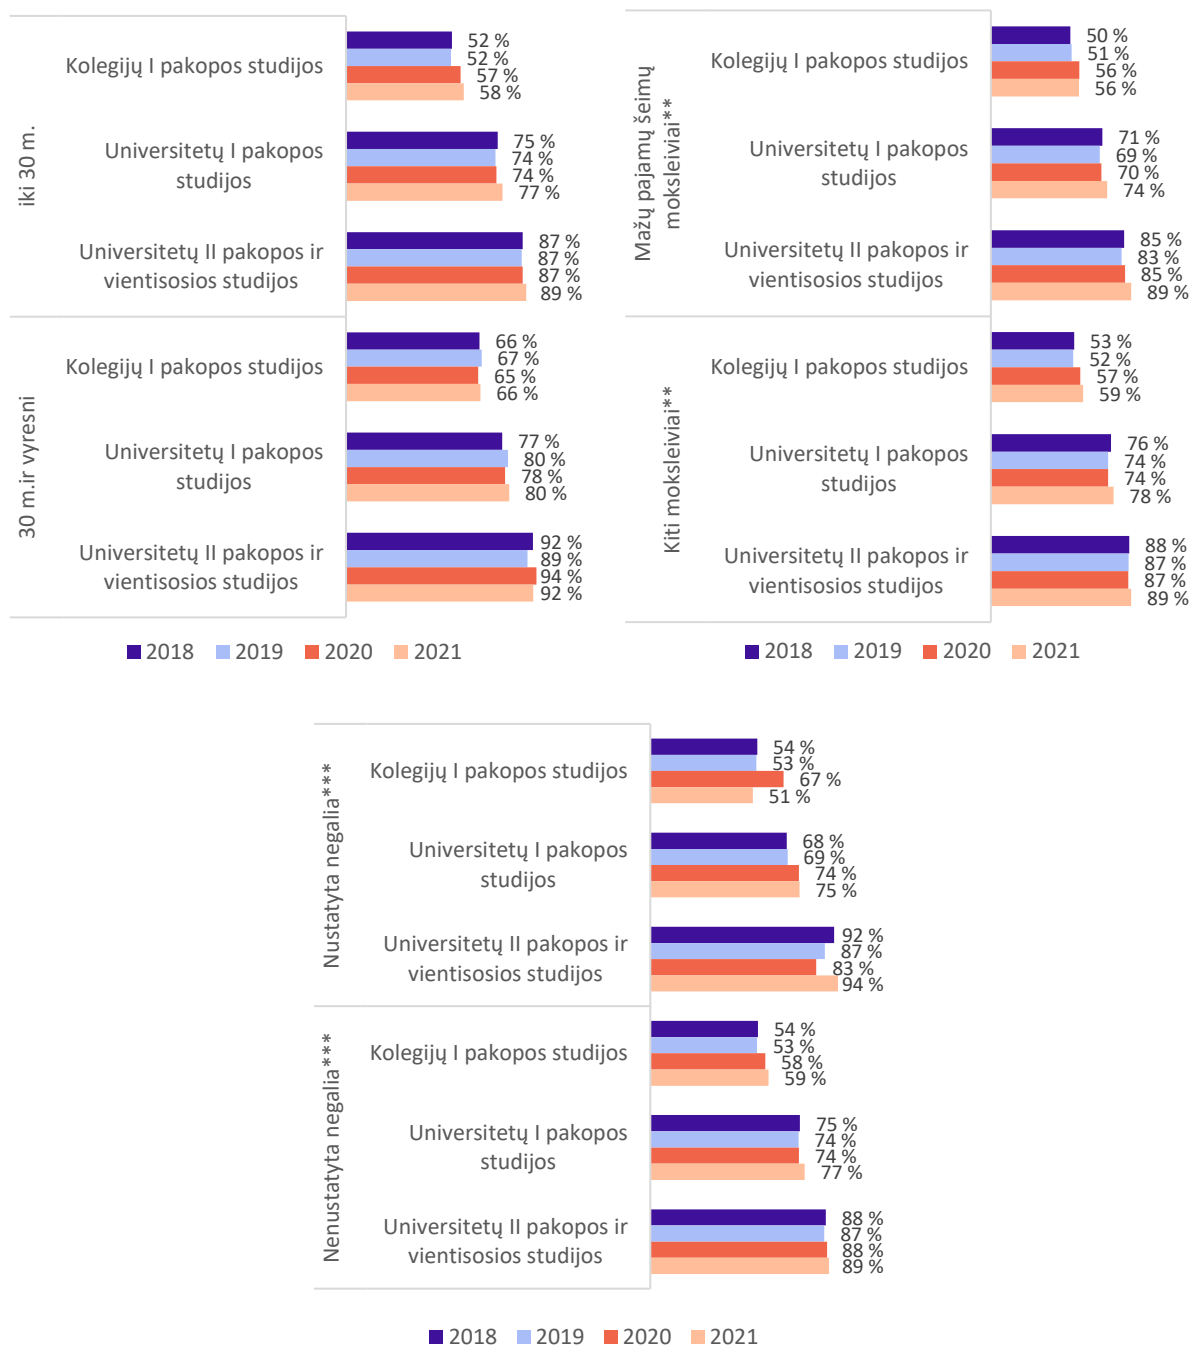 iki 30 m.
Kolegijų I pakopos studijos
52 %
52 %
57 %
58 %
Universitetų I pakopos
studijos
75 %
74 %
74 %
77 %
Universitetų II pakopos ir
vientisosios studijos
87 %
87 %
87 %
89 %
30 m.ir vyresni
Kolegijų I pakopos studijos
66 %
67 %
65 %
66 %
Universitetų I pakopos
studijos
77 %
80 %
78 %
80 %
Universitetų II pakopos ir
vientisosios studijos
92 %
89 %
94 %
92 %
2018 2019 2020 2021
Mažų pajamų šeimų
moksleiviai**
Kolegijų I pakopos studijos
50 %
51 %
56 %
56 %
Universitetų I pakopos
studijos
71 %
69 %
70 %
74 %
Universitetų II pakopos ir
vientisosios studijos
85 %
83 %
85 %
89 %
Kiti moksleiviai**
Kolegijų I pakopos studijos
53 %
52 %
57 %
59 %
Universitetų I pakopos
studijos
76 %
74 %
74 %
78 %
Universitetų II pakopos ir
vientisosios studijos
88 %
87 %
87 %
89 %
2018 2019 2020 2021
Nustatyta negalia***
Kolegijų I pakopos studijos
54 %
53 %
67 %
51 %
Universitetų I pakopos
studijos
68 %
69 %
74 %
75 %
Universitetų II pakopos ir
vientisosios studijos
92 %
87 %
83 %
94 %
Nenustatyta negalia***
Kolegijų I pakopos studijos
54 %
53 %
58 %
59 %
Universitetų I pakopos
studijos
75 %
74 %
74 %
77 %
Universitetų II pakopos ir
vientisosios studijos
88 %
87 %
88 %
89 %
2018 2019 2020 2021